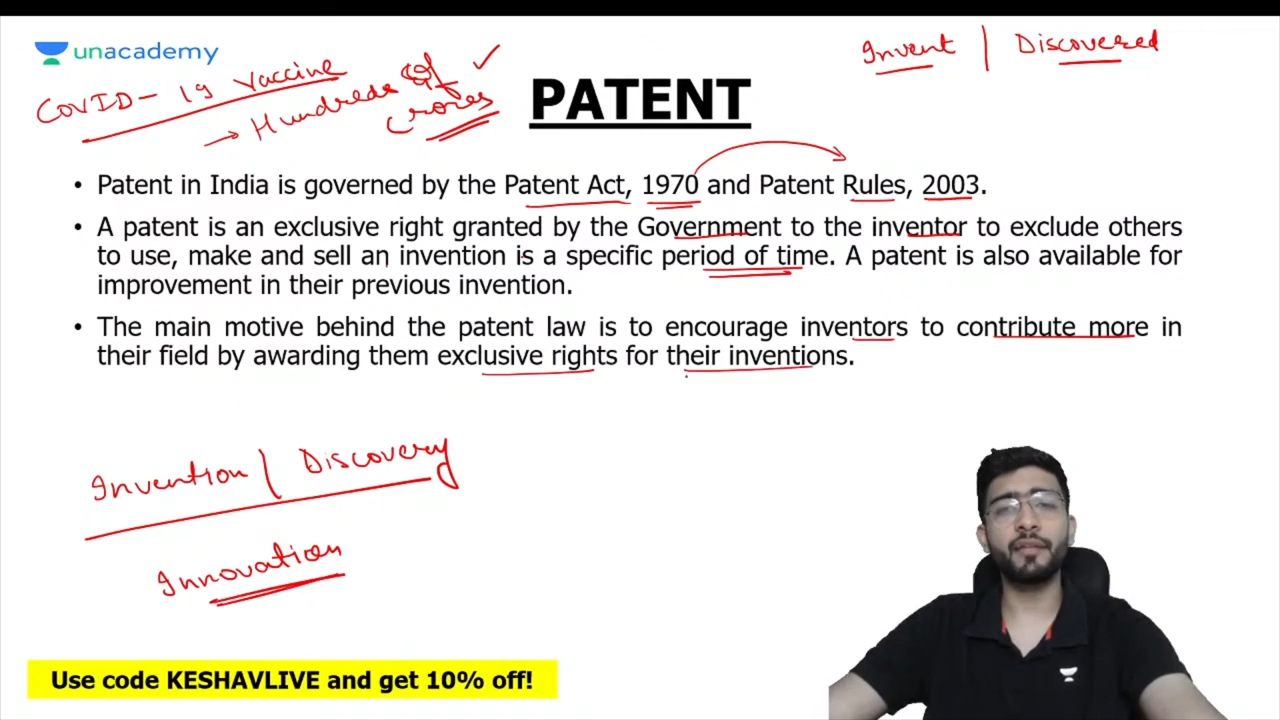 unacademy
Invent | Discovered
COVID-19 Vaccine
→ Hundreds of
crores
PATENT
• Patent in India is governed by the Patent Act, 1970 and Patent Rules, 2003.
• A patent is an exclusive right granted by the Government to the inventor to exclude others
to use, make and sell an invention is a specific period of time. A patent is also available for
improvement in their previous invention.
• The main motive behind the patent law is to encourage inventors to contribute more in
their field by awarding them exclusive rights for their inventions.
Invention | Discovery
Innovation
Use code KESHAVLIVE and get 10% off!